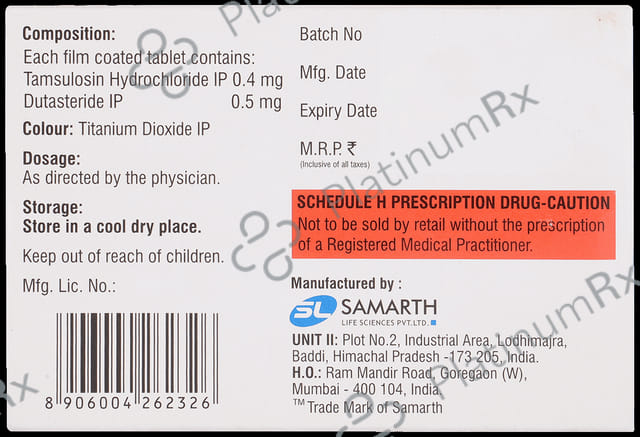 Composition:
Each film coated tablet contains:
Tamsulosin Hydrochloride IP 0.4 mg
Dutasteride IP 0.5 mg
Colour: Titanium Dioxide IP
Dosage:
As directed by the physician.
Storage:
Store in a cool dry place.
Keep out of reach of children.
Mfg. Lic. No.:
8 906004 262326
Batch No
Mfg. Date
Expiry Date
M.R.P. ₹
(Inclusive of all taxes)
SCHEDULE H PRESCRIPTION DRUG-CAUTION
Not to be sold by retail without the prescription
of a Registered Medical Practitioner.
Manufactured by :
SL SAMARTH
LIFE SCIENCES PVT.LTD.
UNIT II: Plot No.2, Industrial Area, Lodhimajra,
Baddi, Himachal Pradesh -173 205, India.
H.O.: Ram Mandir Road, Goregaon (W),
Mumbai - 400 104, India.
™ Trade Mark of Samarth
PlatinumRx
PlatinumRx
PlatinumRx
Rx